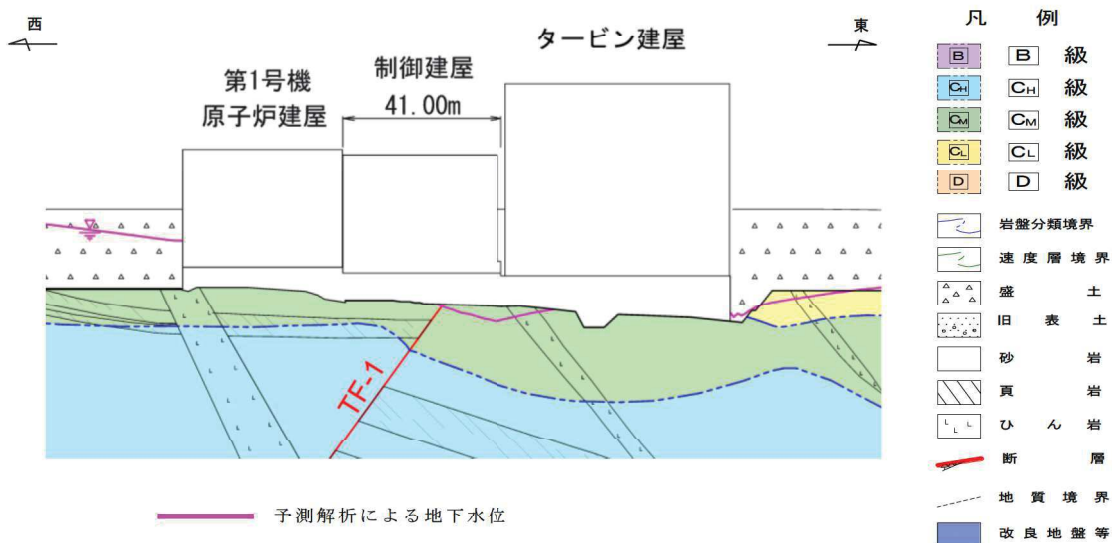 西
東
タービン建屋
制御建屋
41.00m
第1号機
原子炉建屋
TF-1
予測解析による地下水位
凡 例
B B 級
CH CH 級
CM CM 級
CL CL 級
D D 級
岩盤分類境界
速度層境界
盛土
旧表土
砂岩
頁岩
ひん岩
断層
地質境界
改良地盤等